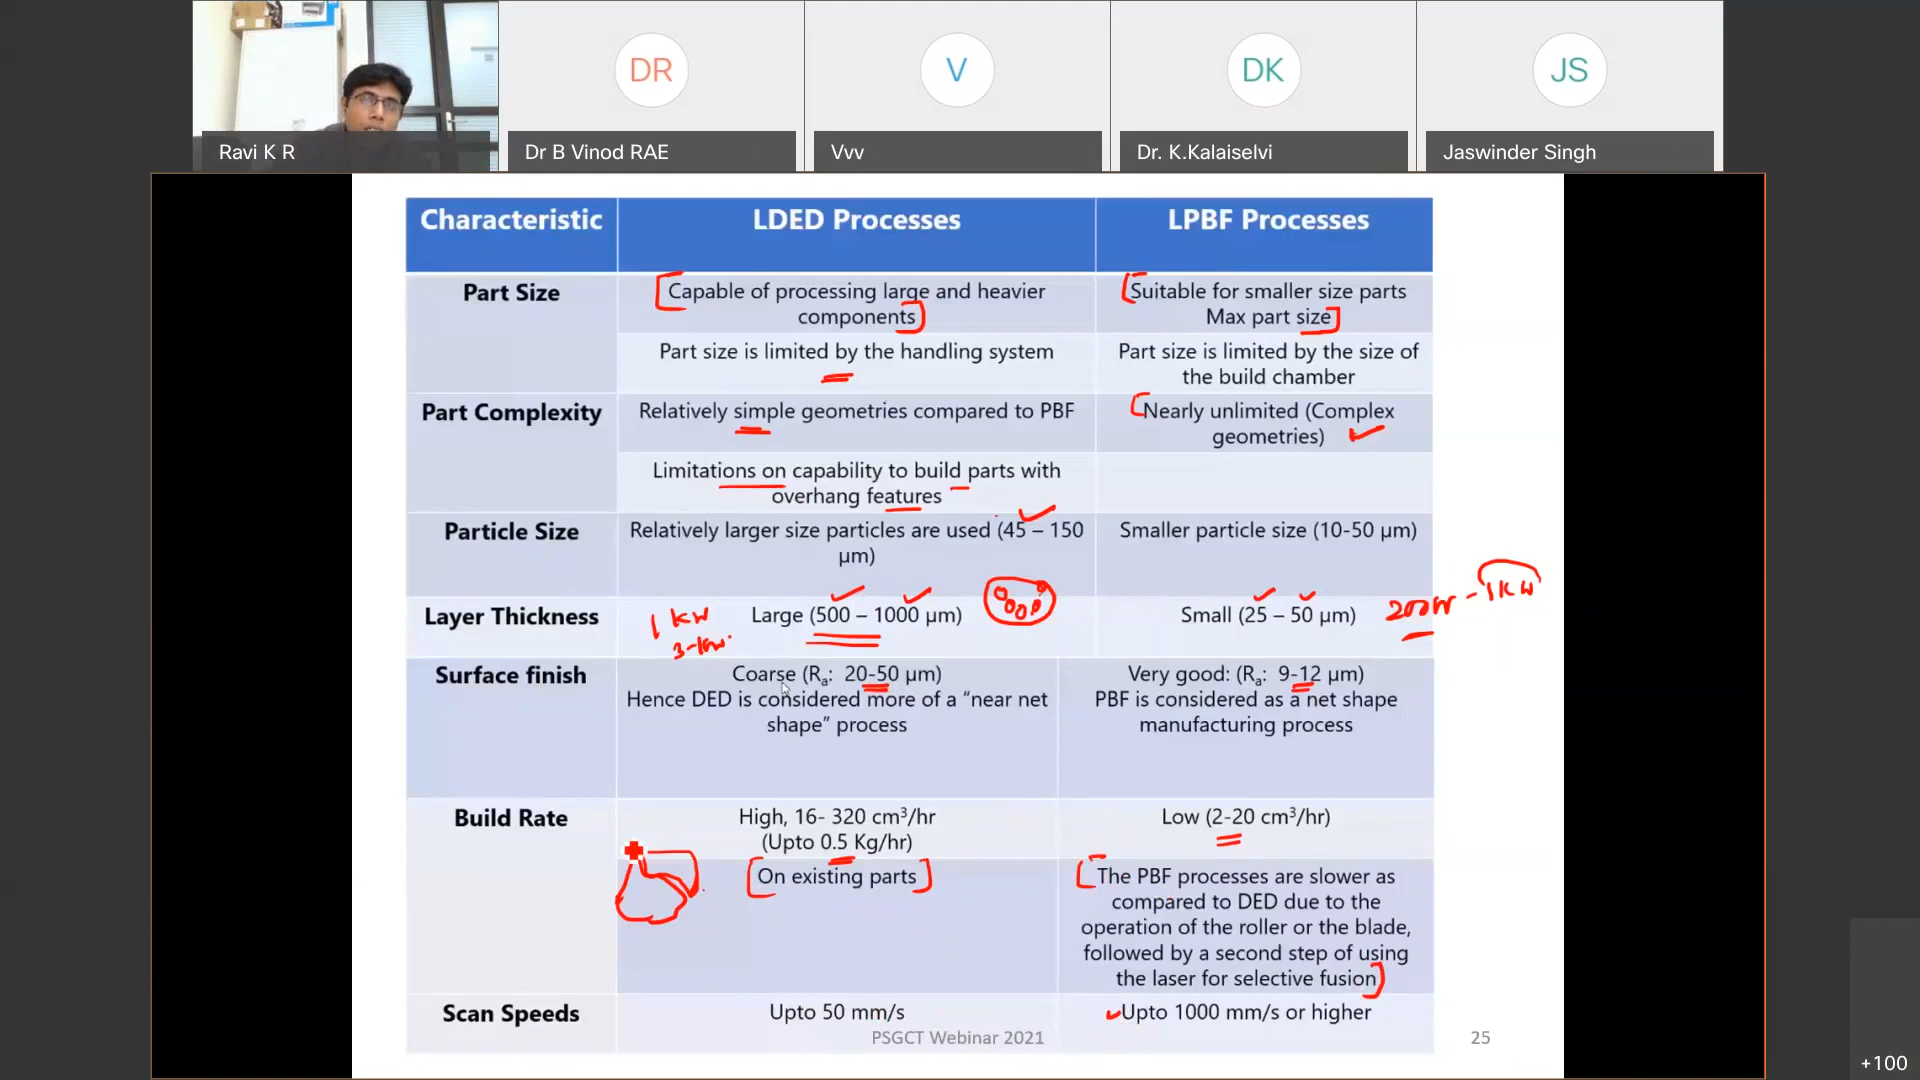 DR
V
DK
JS
Ravi K R
Dr B Vinod RAE
Vvv
Dr. K.Kalaiselvi
Jaswinder Singh
Characteristic
LDED Processes
LPBF Processes
Part Size
Capable of processing large and heavier
components
Suitable for smaller size parts
Max part size
Part size is limited by the handling system
Part size is limited by the size of
the build chamber
Part Complexity
Relatively simple geometries compared to PBF
Nearly unlimited (Complex
geometries)
Limitations on capability to build parts with
overhang features
Particle Size
Relatively larger size particles are used (45 – 150
µm)
Smaller particle size (10-50 µm)
Layer Thickness
1 KW
Large (500 – 1000 µm)
Small (25 – 50 µm)
200W - 1KW
Surface finish
Coarse (Ra: 20-50 µm)
Hence DED is considered more of a “near net
shape” process
Very good: (Ra: 9-12 µm)
PBF is considered as a net shape
manufacturing process
Build Rate
High, 16- 320 cm³/hr
(Upto 0.5 Kg/hr)
Low (2-20 cm³/hr)
On existing parts
The PBF processes are slower as
compared to DED due to the
operation of the roller or the blade,
followed by a second step of using
the laser for selective fusion
Scan Speeds
Upto 50 mm/s
Upto 1000 mm/s or higher
PSGCT Webinar 2021
25
+100